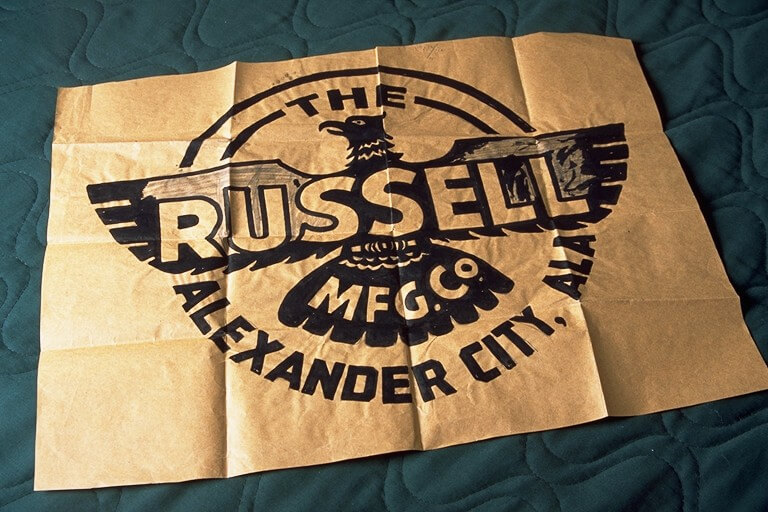 THE
RUSSELL
MFG. Co.
ALEXANDER CITY, ALA